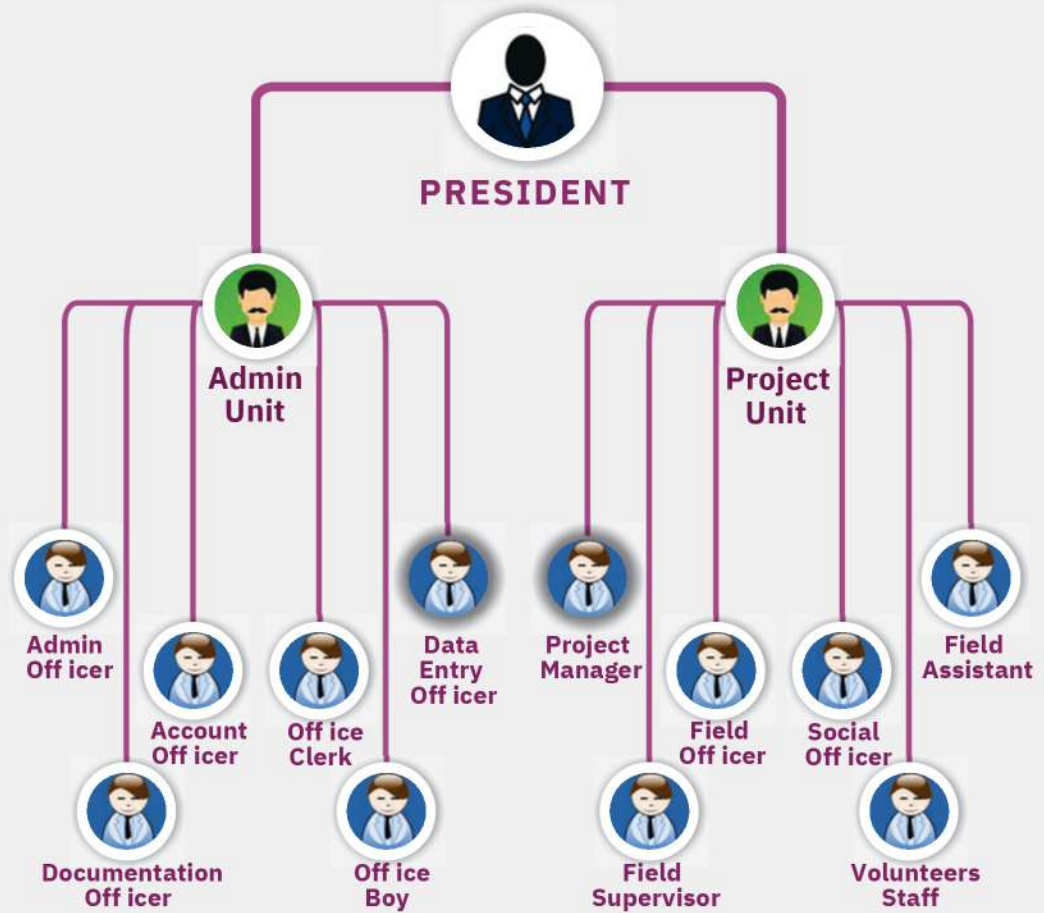 PRESIDENT
Admin
Unit
Project
Unit
Admin
Off icer
Data
Entry
Off icer
Project
Manager
Field
Assistant
Account
Off icer
Off ice
Clerk
Field
Off icer
Social
Off icer
Documentation
Off icer
Off ice
Boy
Field
Supervisor
Volunteers
Staff